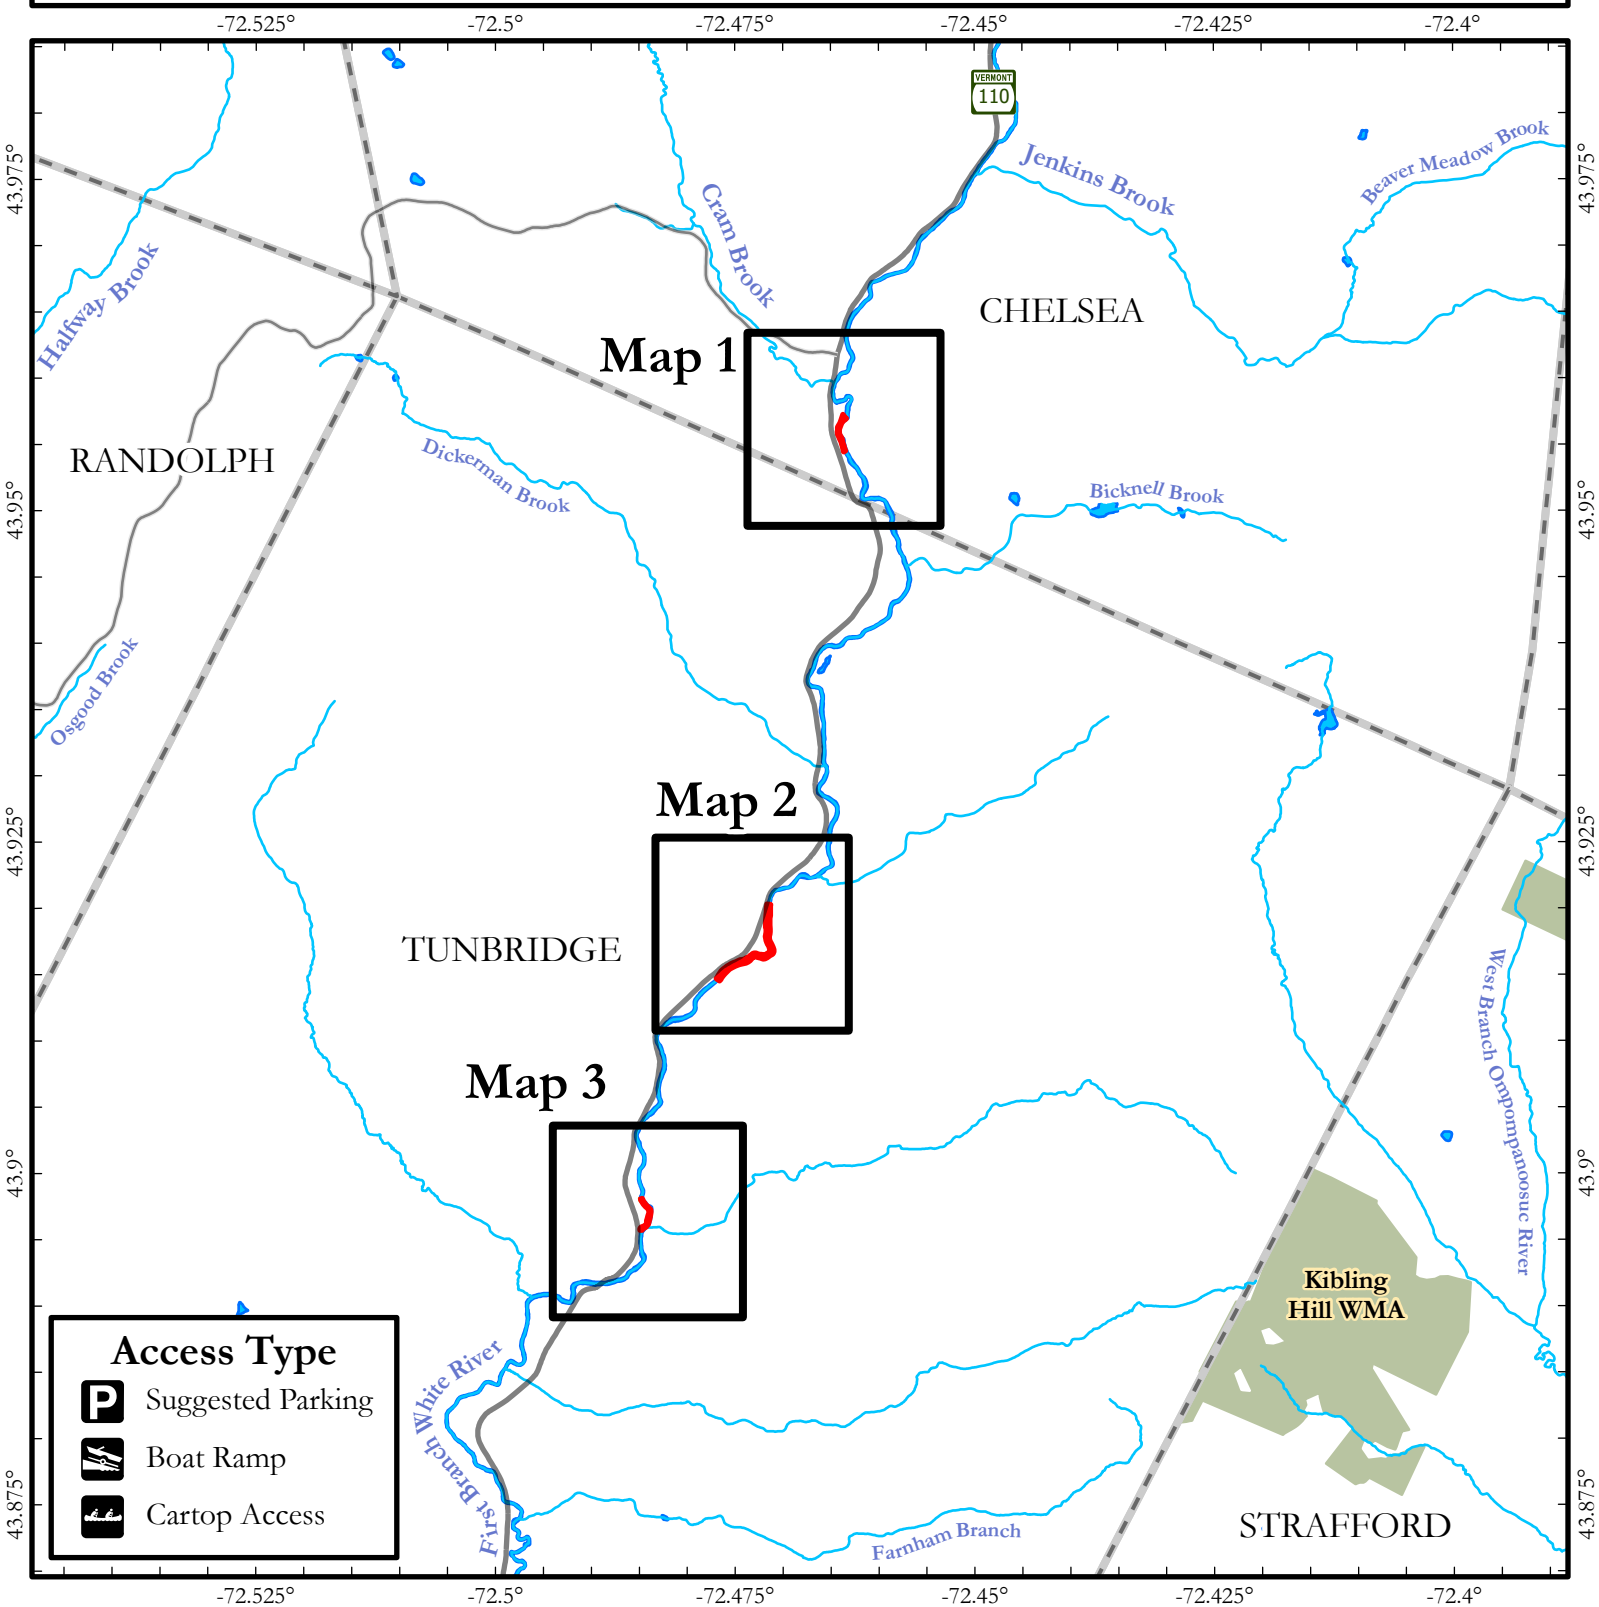 -72.525° -72.5° -72.475° -72.45° -72.425° -72.4°
VERMONT
110
43.975°
43.975°
Jenkins Brook
Beaver Meadow Brook
Cram Brook
Halfway Brook
CHELSEA
Map 1
RANDOLPH
Dickerman Brook
Bicknell Brook
43.95°
43.95°
Osgood Brook
Map 2
43.925°
43.925°
TUNBRIDGE
West Branch Ompompanoosuc River
Map 3
43.9°
43.9°
Kibling
Hill WMA
Access Type
Suggested Parking
Boat Ramp
Cartop Access
P
First Branch White River
43.875°
43.875°
Farnham Branch
STRAFFORD
-72.525° -72.5° -72.475° -72.45° -72.425° -72.4°